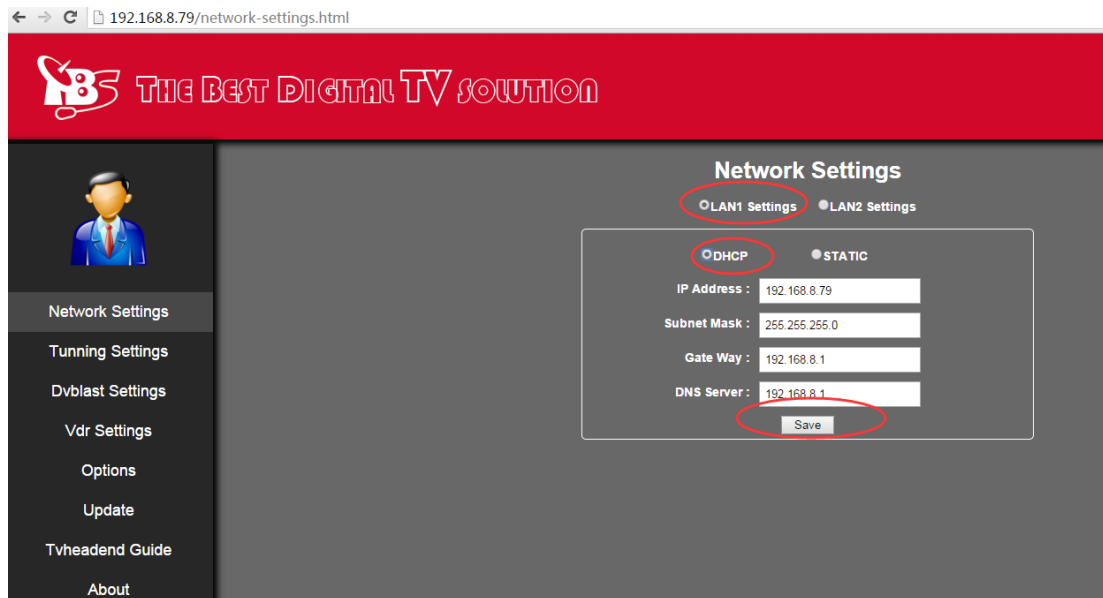 192.168.8.79/network-settings.html
TBS The Best Digital TV solution
Network Settings
LAN1 Settings LAN2 Settings
DHCP STATIC
IP Address : 192.168.8.79
Subnet Mask : 255.255.255.0
Gate Way : 192.168.8.1
DNS Server : 192.168.8.1
Save
Network Settings
Tunning Settings
Dvblast Settings
Vdr Settings
Options
Update
Tvheadend Guide
About